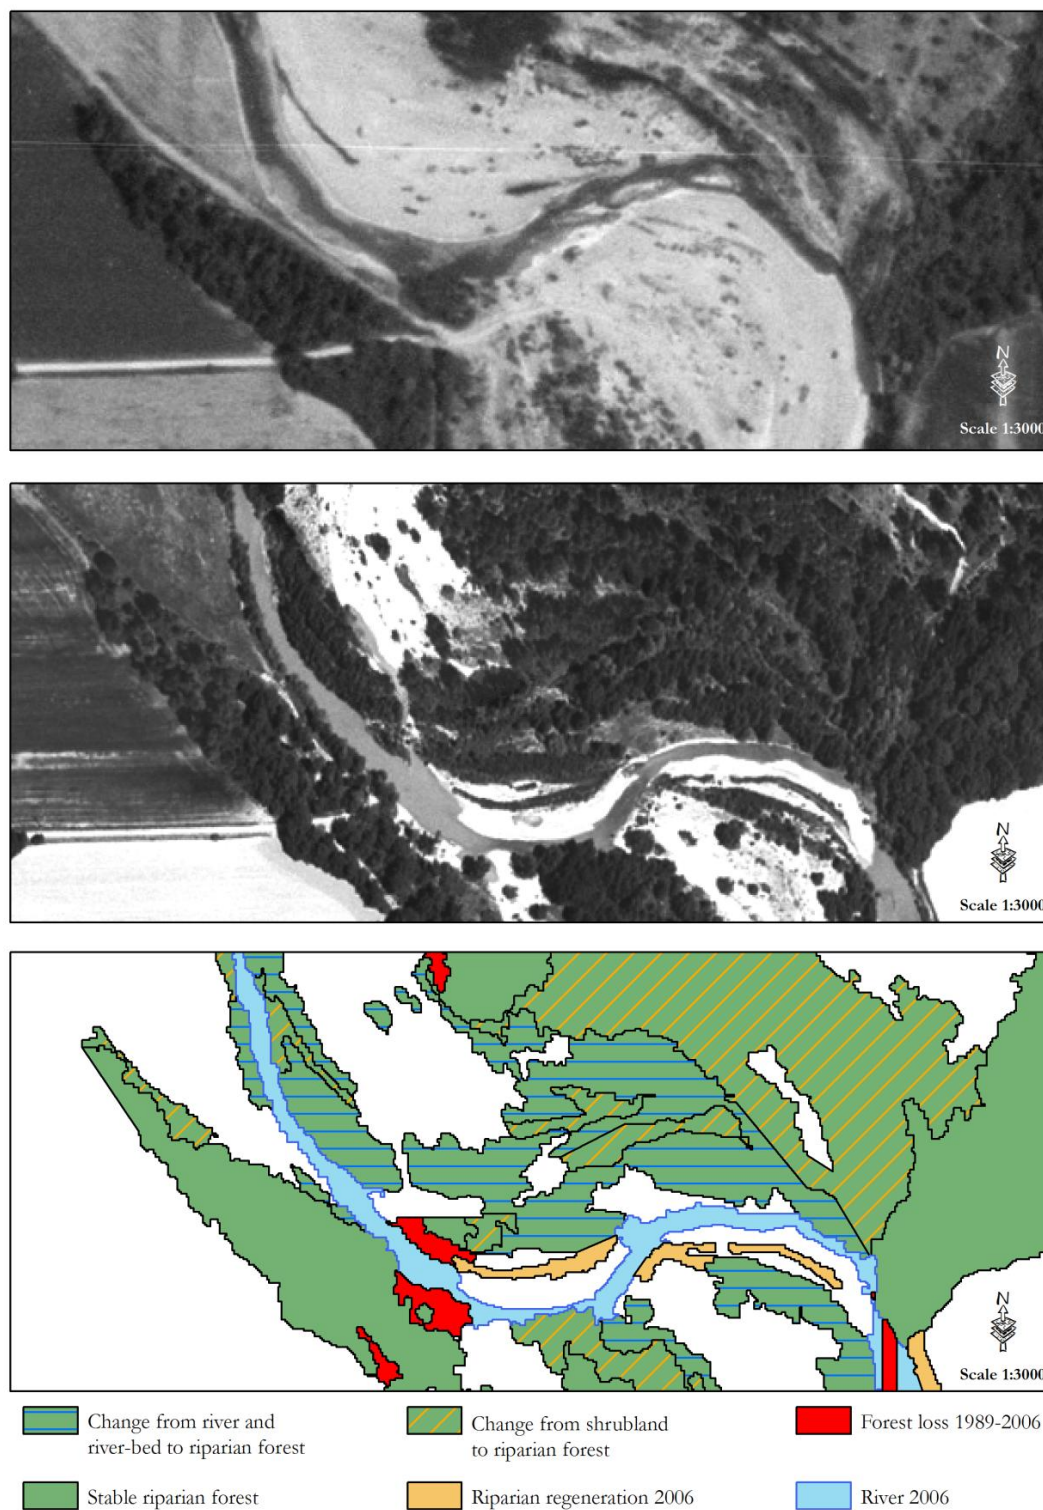 N
Scale 1:3000
N
Scale 1:3000
N
Scale 1:3000
Change from river and
river-bed to riparian forest
Change from shrubland
to riparian forest
Forest loss 1989-2006
Stable riparian forest
Riparian regeneration 2006
River 2006